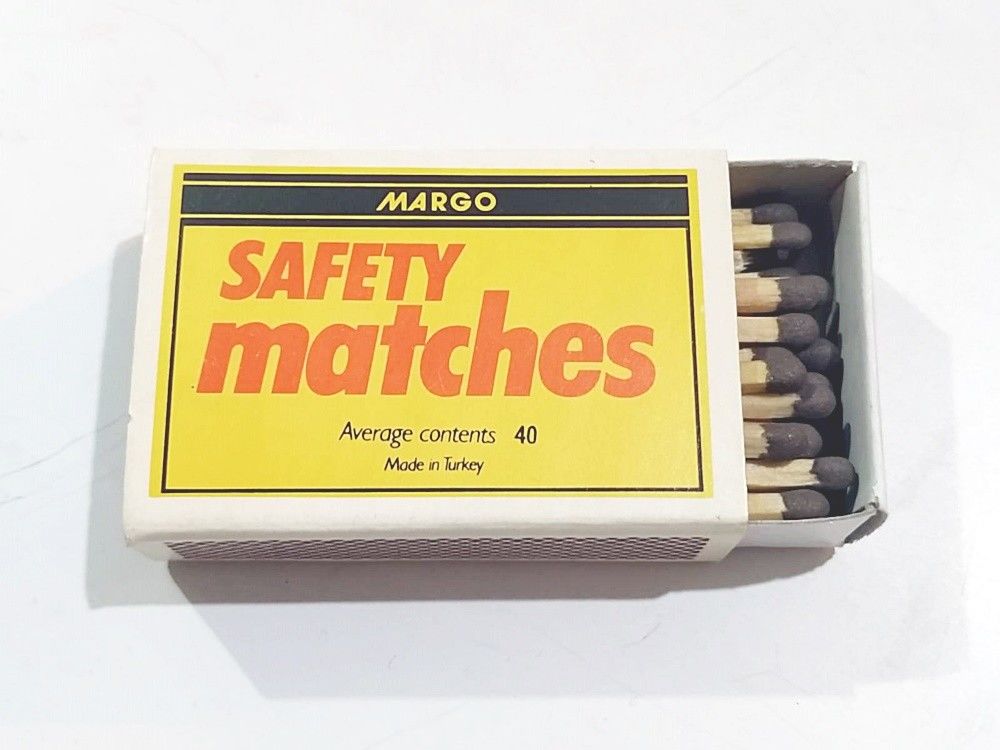 MARGO
SAFETY
matches
Average contents 40
Made in Turkey